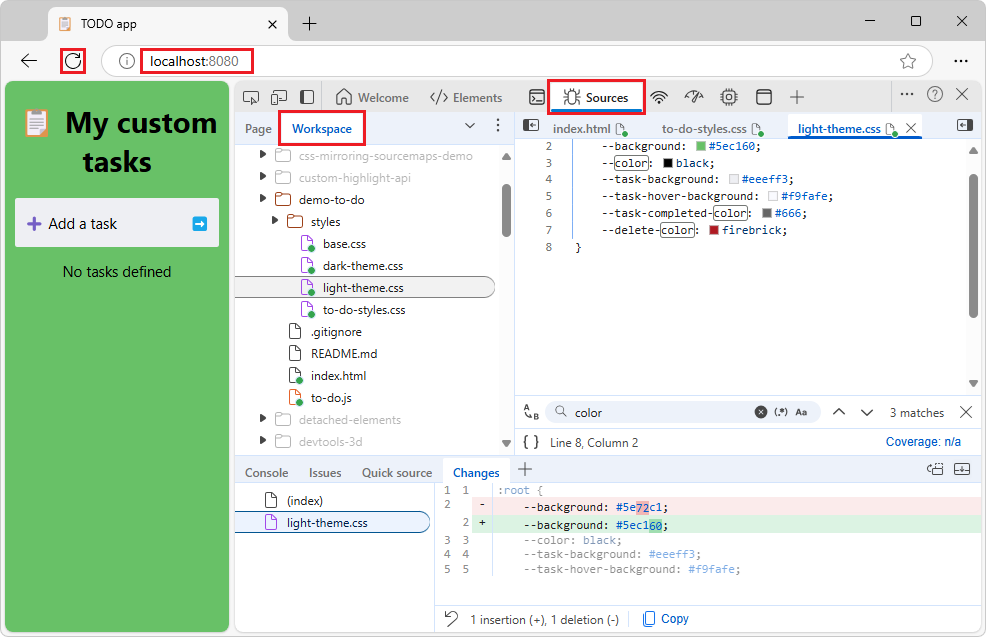 TODO app
localhost:8080
My custom
tasks
Add a task
No tasks defined
Welcome
</> Elements
Sources
Page
Workspace
css-mirroring-sourcemaps-demo
custom-highlight-api
demo-to-do
styles
base.css
dark-theme.css
light-theme.css
to-do-styles.css
.gitignore
README.md
index.html
to-do.js
detached-elements
devtools-3d
index.html
to-do-styles.css
light-theme.css
2 --background: #5ec160;
3 --color: black;
4 --task-background: #eeeff3;
5 --task-hover-background: #f9fafe;
6 --task-completed-color: #666;
7 --delete-color: firebrick;
8 }
color
(.*)
Aa
3 matches
{ } Line 8, Column 2
Coverage: n/a
Console
Issues
Quick source
Changes
(index)
light-theme.css
1 1 :root {
2 - --background: #5e72c1;
2 + --background: #5ec160;
3 3 --color: black;
4 4 --task-background: #eeeff3;
5 5 --task-hover-background: #f9fafe;
1 insertion (+), 1 deletion (-)
Copy